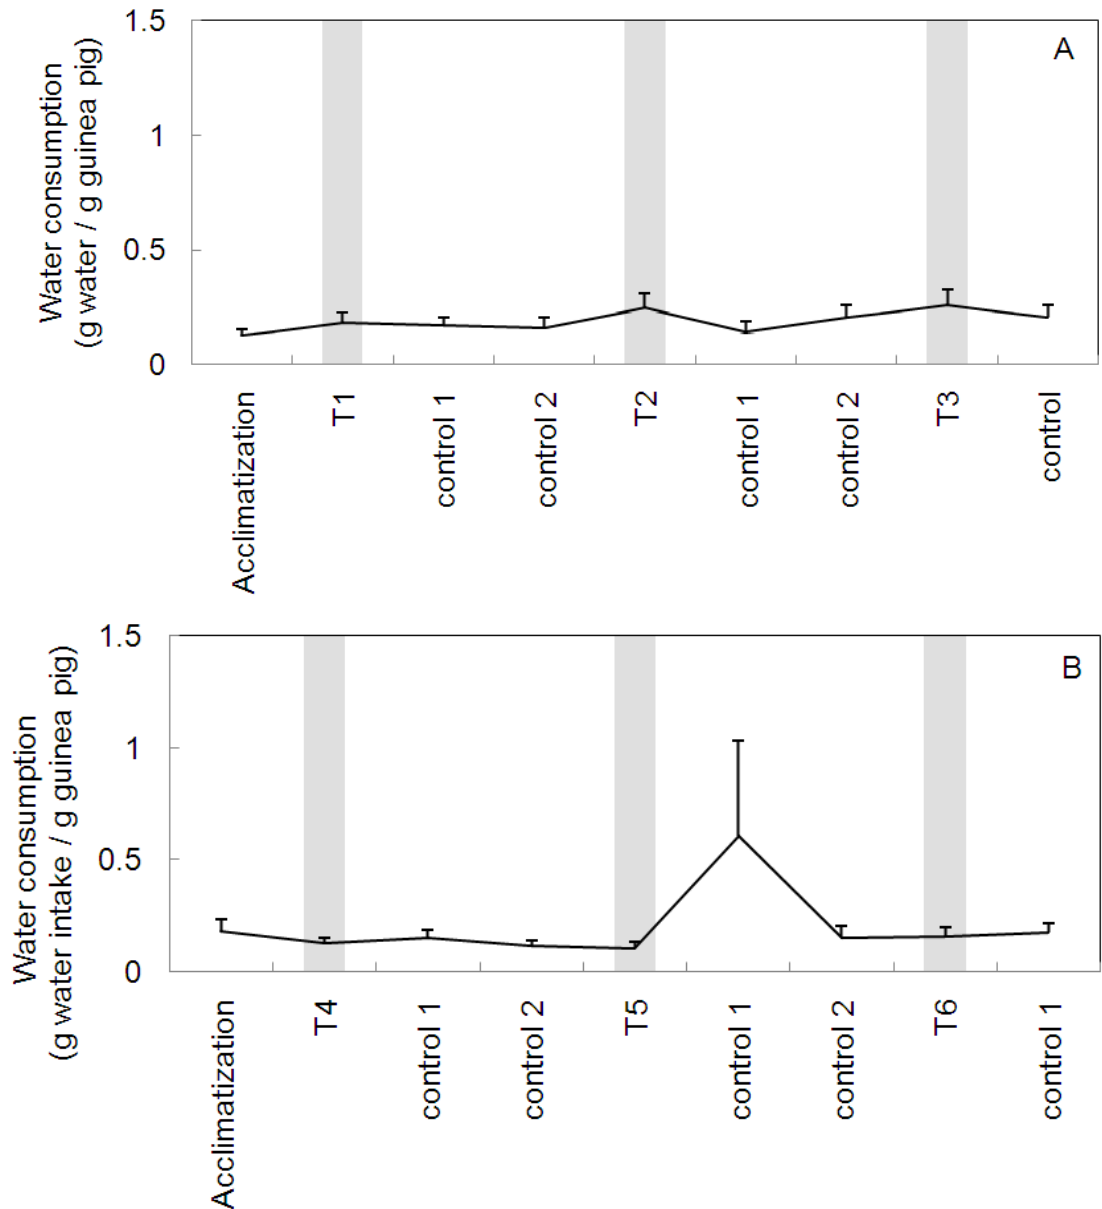 Water consumption
(g water / g guinea pig)
1.5
1
0.5
0
A
Acclimatization
T1
control 1
control 2
T2
control 1
control 2
T3
control
Water consumption
(g water intake / g guinea pig)
1.5
1
0.5
0
B
Acclimatization
T4
control 1
control 2
T5
control 1
control 2
T6
control 1